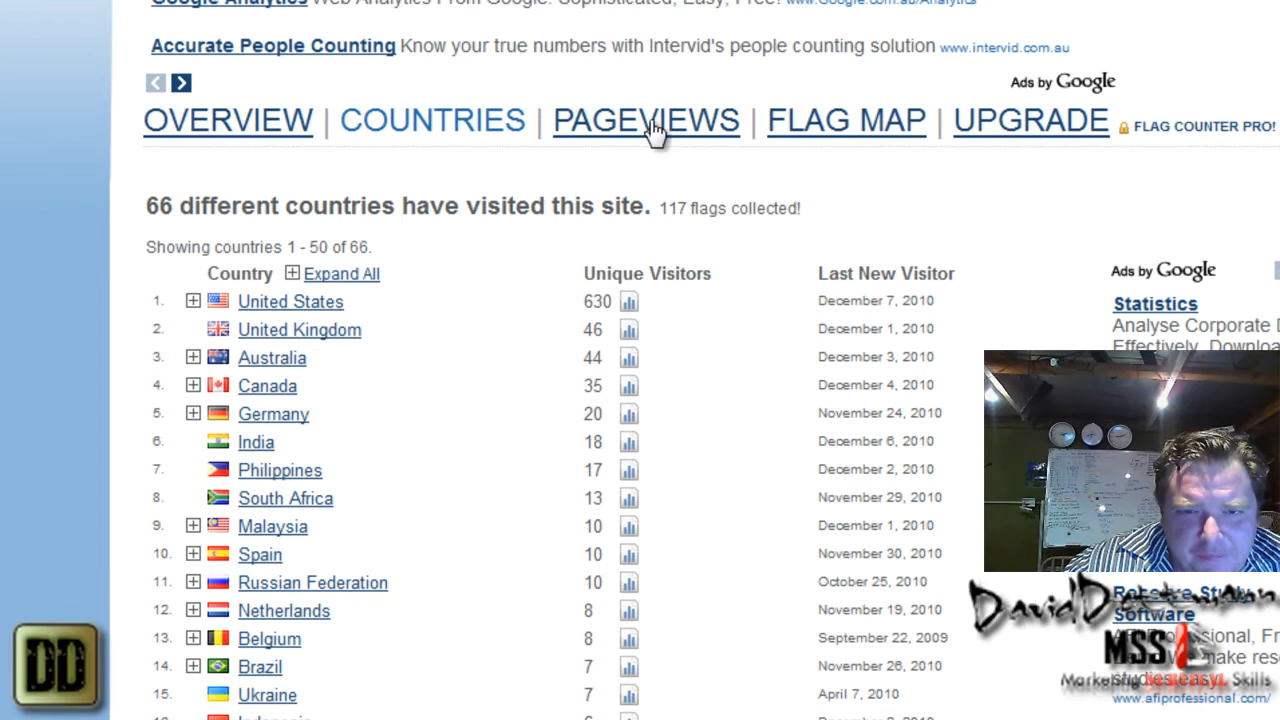 Google Analytics Web Analytics From Google. Sophisticated, Easy, Free! www.Google.com.au/Analytics
Accurate People Counting Know your true numbers with Intervid's people counting solution www.intervid.com.au
Ads by Google
OVERVIEW | COUNTRIES | PAGEVIEWS | FLAG MAP | UPGRADE FLAG COUNTER PRO!
66 different countries have visited this site. 117 flags collected!
Showing countries 1 - 50 of 66.
Country Expand All Unique Visitors Last New Visitor
1. United States 630 December 7, 2010
2. United Kingdom 46 December 1, 2010
3. Australia 44 December 3, 2010
4. Canada 35 December 4, 2010
5. Germany 20 November 24, 2010
6. India 18 December 6, 2010
7. Philippines 17 December 2, 2010
8. South Africa 13 November 29, 2010
9. Malaysia 10 December 1, 2010
10. Spain 10 November 30, 2010
11. Russian Federation 10 October 25, 2010
12. Netherlands 8 November 19, 2010
13. Belgium 8 September 22, 2009
14. Brazil 7 November 26, 2010
15. Ukraine 7 April 7, 2010
Ads by Google
Statistics
Analyse Corporate D
Effectively. Downloa
Software
www.afiprofessional.com/
MSS
Marketing Skills
DD